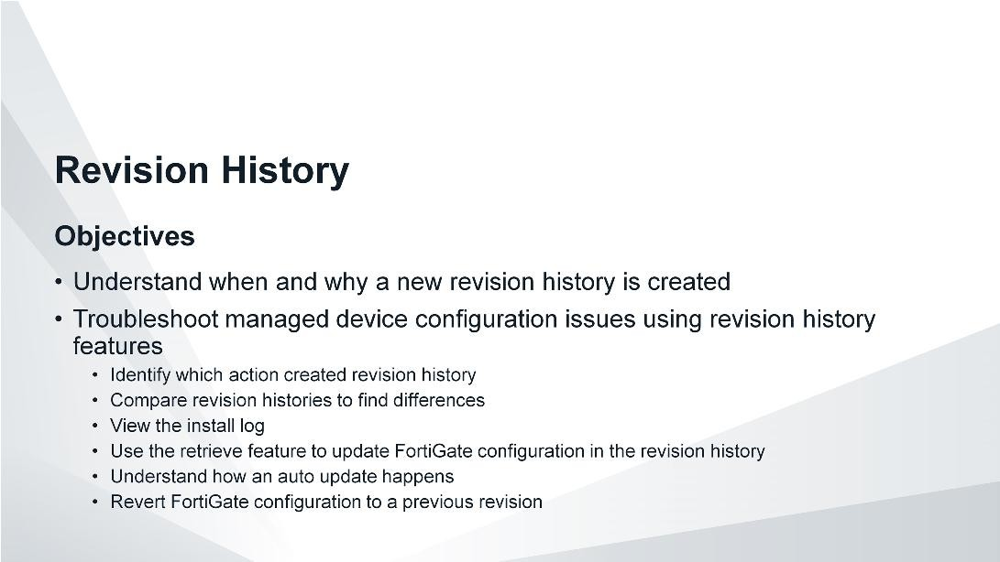 Revision History
Objectives
• Understand when and why a new revision history is created
• Troubleshoot managed device configuration issues using revision history
features
• Identify which action created revision history
• Compare revision histories to find differences
• View the install log
• Use the retrieve feature to update FortiGate configuration in the revision history
• Understand how an auto update happens
• Revert FortiGate configuration to a previous revision